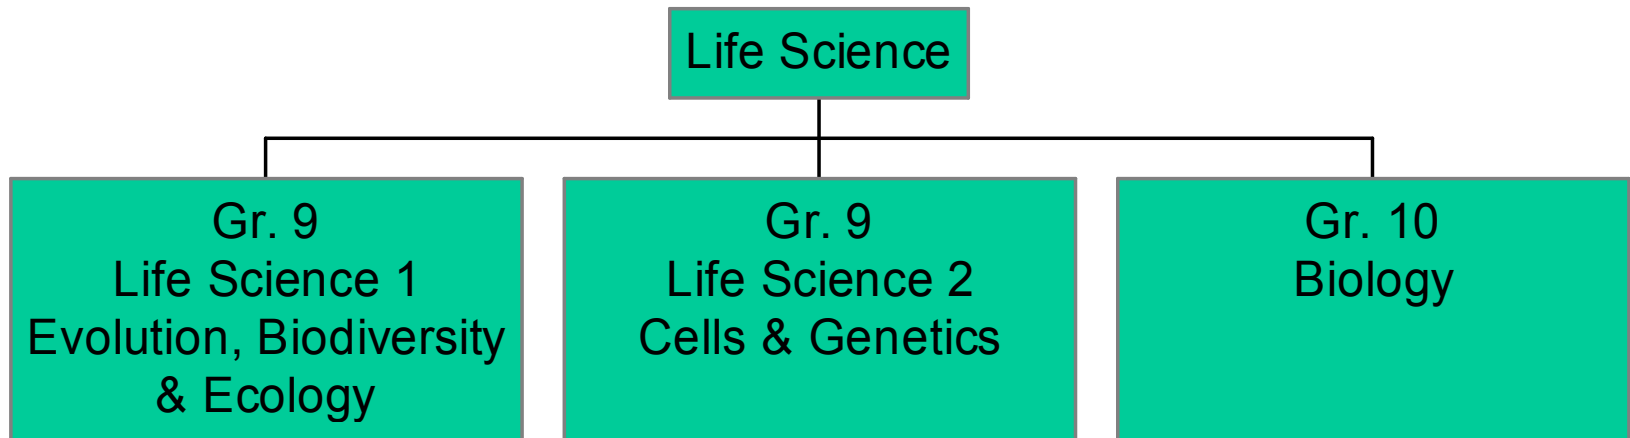 Life Science
Gr. 9
Life Science 1
Evolution, Biodiversity
& Ecology
Gr. 9
Life Science 2
Cells & Genetics
Gr. 10
Biology